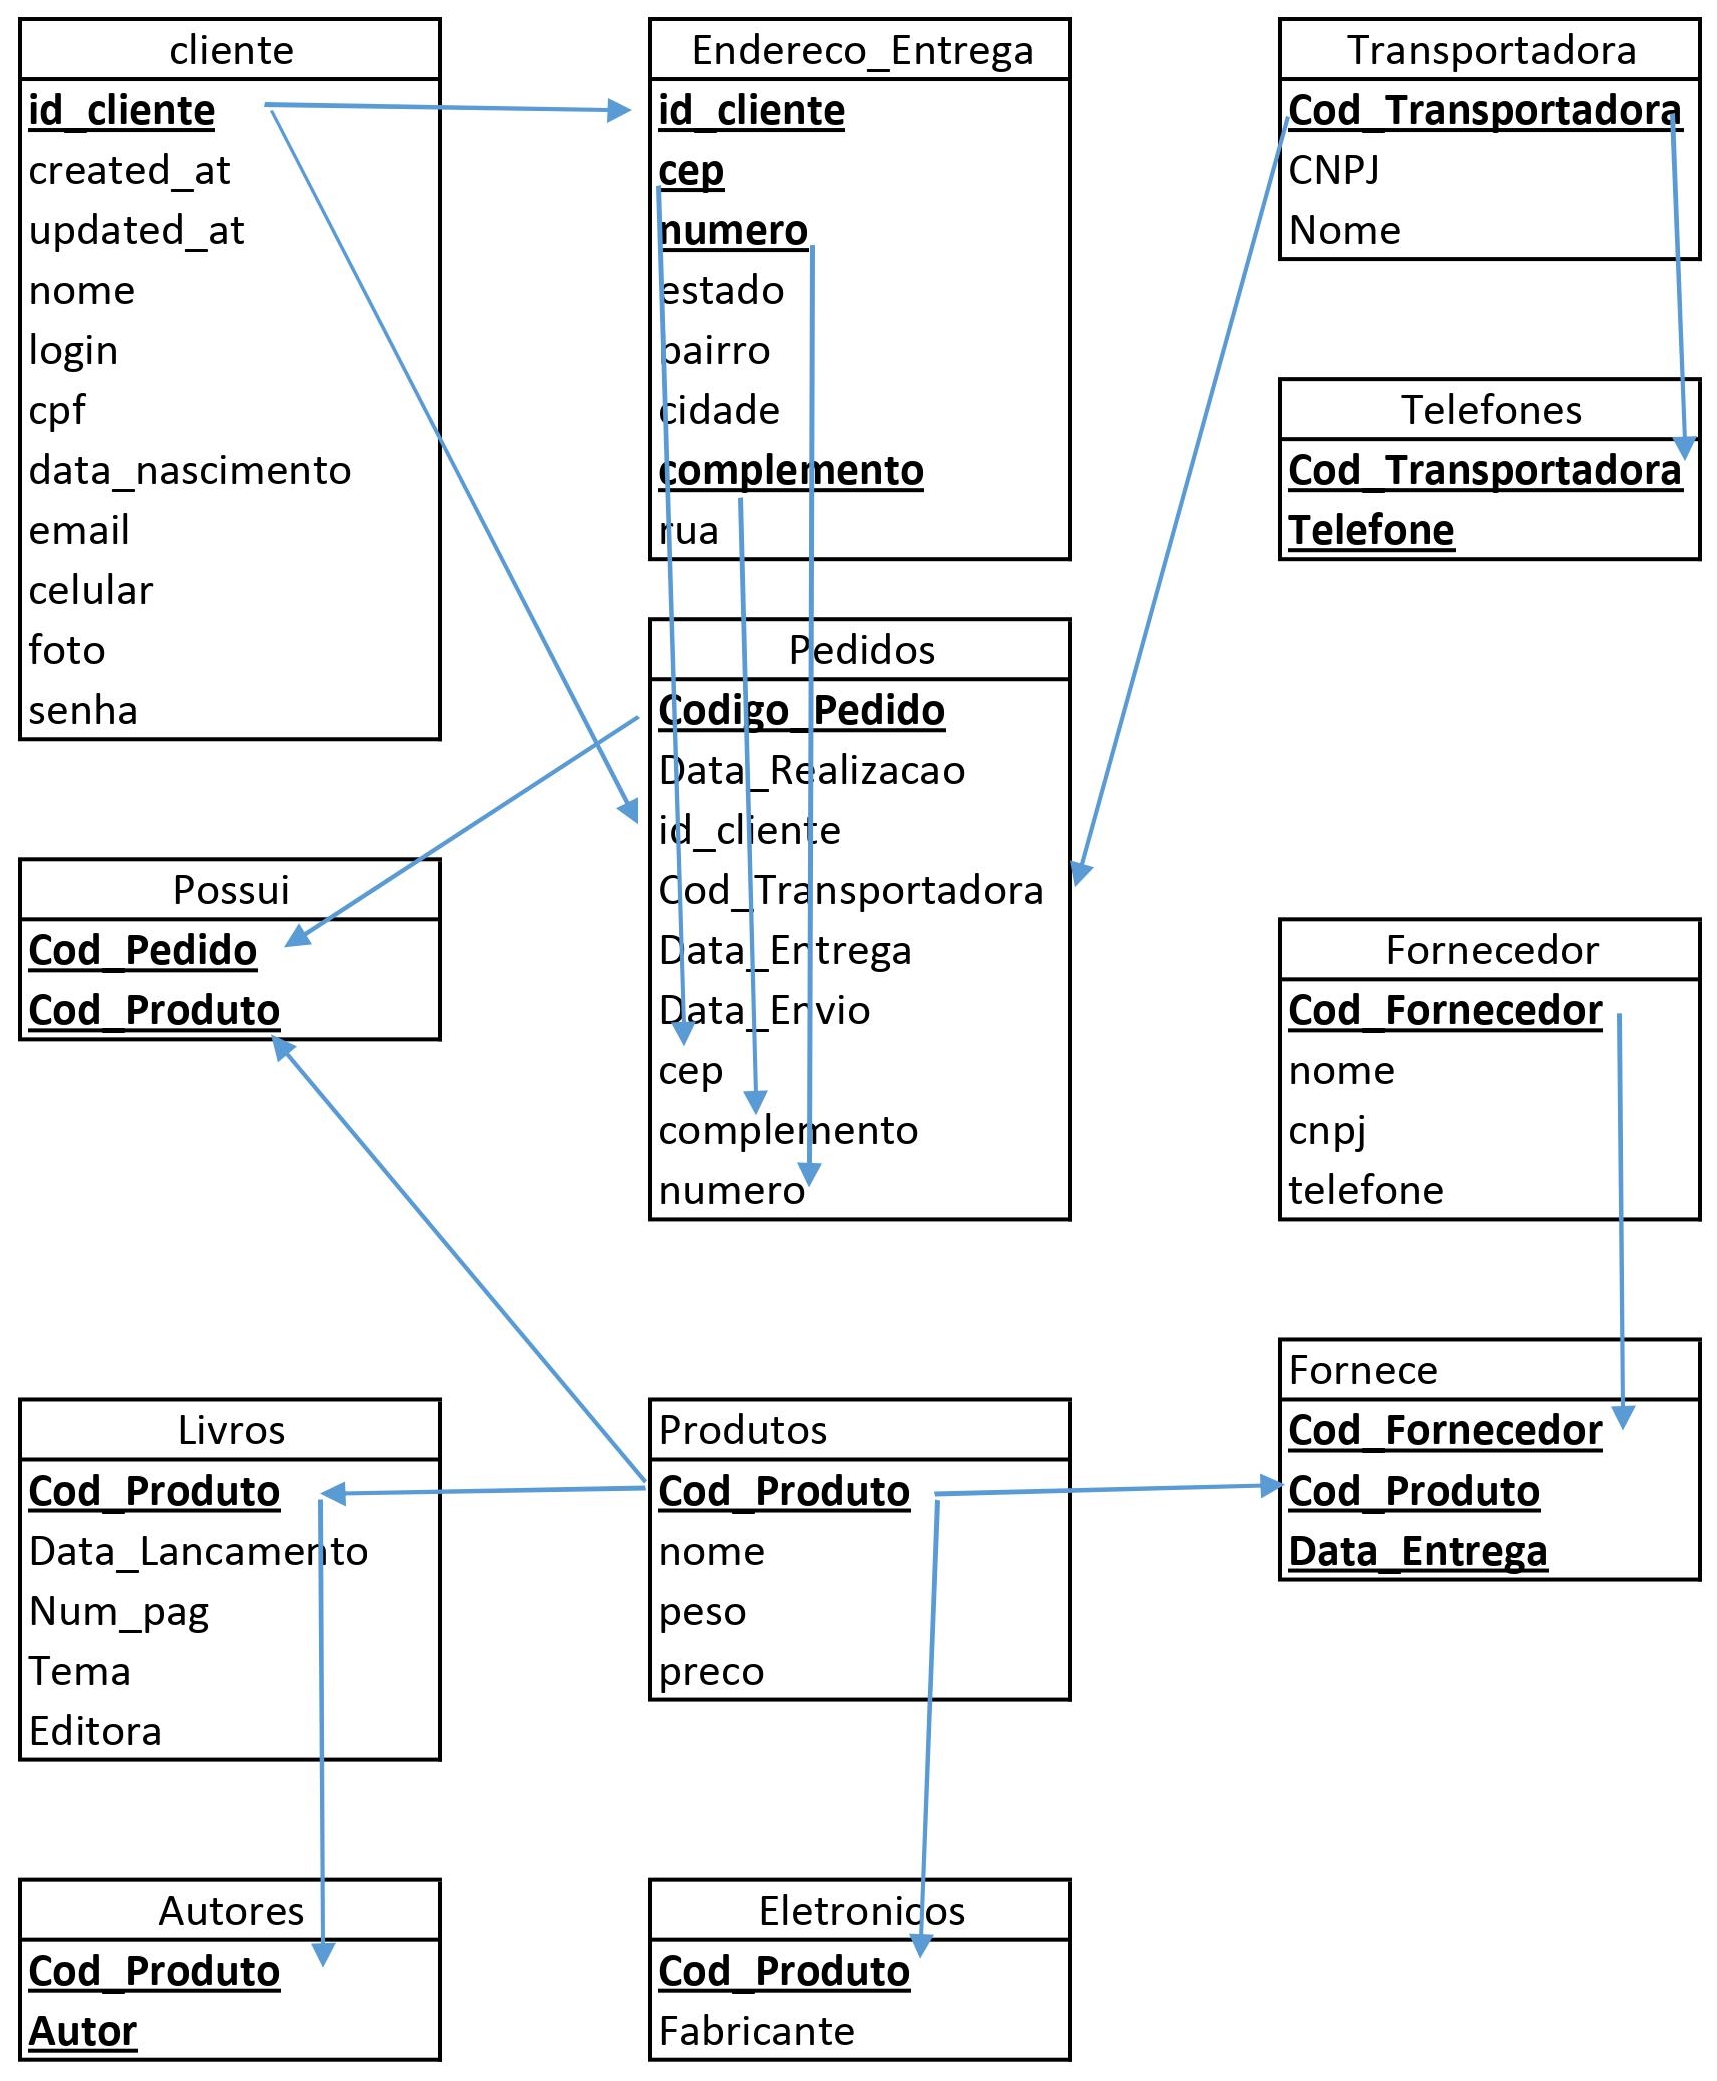 cliente
id_cliente
created_at
updated_at
nome
login
cpf
data_nascimento
email
celular
foto
senha
Endereco_Entrega
id_cliente
cep
numero
estado
bairro
cidade
complemento
rua
Transportadora
Cod_Transportadora
CNPJ
Nome
Telefones
Cod_Transportadora
Telefone
Pedidos
Codigo_Pedido
Data_Realizacao
id_cliente
Cod_Transportadora
Data_Entrega
Data_Envio
cep
complemento
numero
Possui
Cod_Pedido
Cod_Produto
Fornecedor
Cod_Fornecedor
nome
cnpj
telefone
Livros
Cod_Produto
Data_Lancamento
Num_pag
Tema
Editora
Produtos
Cod_Produto
nome
peso
preco
Fornece
Cod_Fornecedor
Cod_Produto
Data_Entrega
Autores
Cod_Produto
Autor
Eletronicos
Cod_Produto
Fabricante